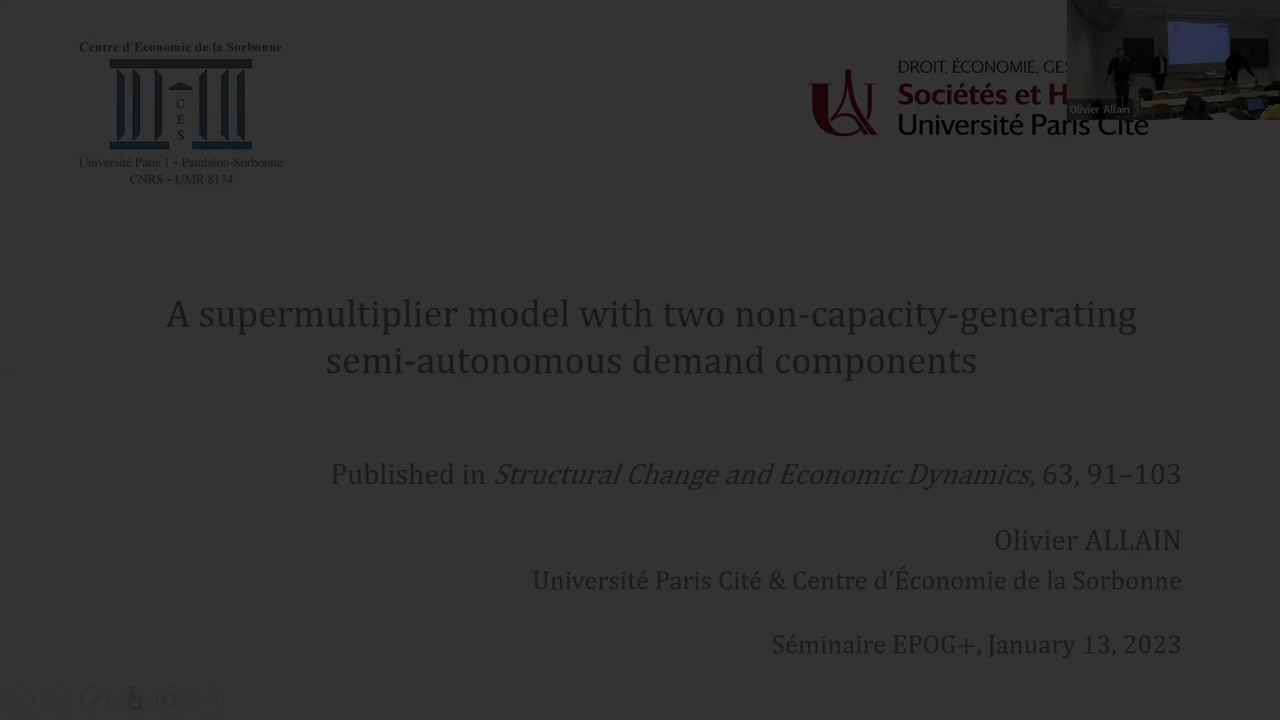 Centre d'Economie de la Sorbonne
C
E
S
Université Paris 1 - Panthéon-Sorbonne
CNRS - UMR 8174
DROIT, ÉCONOMIE, GES
Sociétés et H
Université Paris Cité
Olivier Allain
A supermultiplier model with two non-capacity-generating
semi-autonomous demand components
Published in Structural Change and Economic Dynamics, 63, 91–103
Olivier ALLAIN
Université Paris Cité & Centre d'Économie de la Sorbonne
Séminaire EPOG+, January 13, 2023